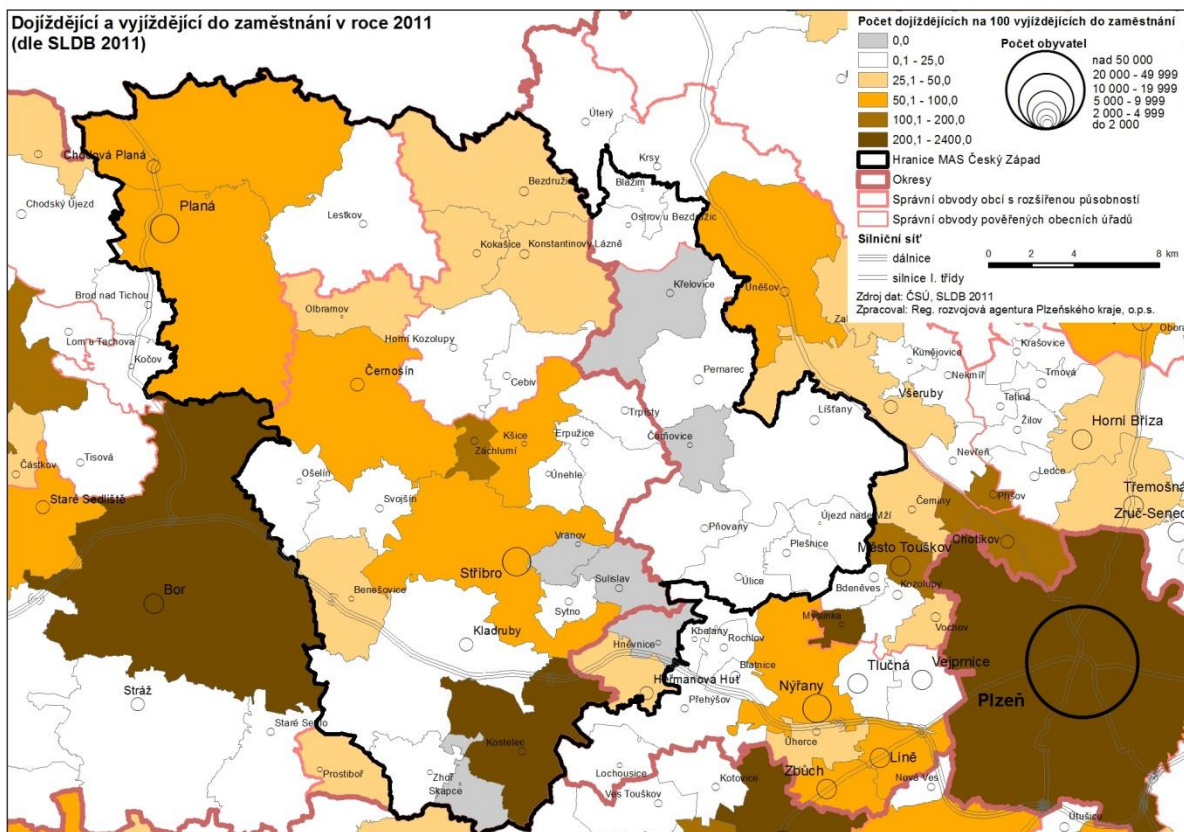 Dojíždějící a vyjíždějící do zaměstnání v roce 2011
(dle SLDB 2011)
Počet dojíždějících na 100 vyjíždějících do zaměstnání
0,0
0,1 - 25,0
25,1 - 50,0
50,1 - 100,0
100,1 - 200,0
200,1 - 2400,0
Počet obyvatel
nad 50 000
20 000 - 49 999
10 000 - 19 999
5 000 - 9 999
2 000 - 4 999
do 2 000
Hranice MAS Český Západ
Okresy
Správní obvody obcí s rozšířenou působností
Správní obvody pověřených obecních úřadů
Silniční síť
dálnice
silnice I. třídy
0 4 8 km
Zdroj dat: ČSÚ, SLDB 2011
Zpracoval: Reg. rozvojová agentura Plzeňského kraje, o.p.s.
Úterý
Krsy
Chodová Planá
Blažim
Bezdružice
Chodský Újezd
Planá
Lestkov
Ostrov u Bezdružic
Kokašice
Konstantinovy Lázně
Křelovice
Úněšov
Brod nad Tichou
Olbramov
Lom u Tachova
Horní Kozolupy
Kočov
Kunějovice
Krašovice
Nekmíř
Trnová
Pernarec
Černošín
Cebiv
Všeruby
Tatiná
Líšťany
Trpísty
Žilov
Horní Bříza
Záchlumí
Kšice
Erpužice
Čerňovice
Nevřeň
Tisová
Částkov
Ošelín
Únehle
Ledce
Svojšín
Příšov
Tremošná
Staré Sedliště
Čeminy
Zruč-Senec
Pňovany
Újezd nade Mží
Vranov
Chotíkov
Plešnice
Město Touškov
Stříbro
Úlice
Bdeněves
Kozolupy
Bor
Benešovice
Sulislav
Sytno
Myslinka
Vochov
Kladruby
Hněvnice
Kbelany
Rochlov
Blatnice
Tlučná
Vejprnice
Plzeň
Heřmanova Huť
Nýřany
Přehýšov
Stráž
Staré Sedlo
Kostelec
Úherce
Líně
Prostiboř
Zhoř
Skapce
Lochousice
Kotovice
Zbůch
Nová Ves
Ves Touškov
Útušice